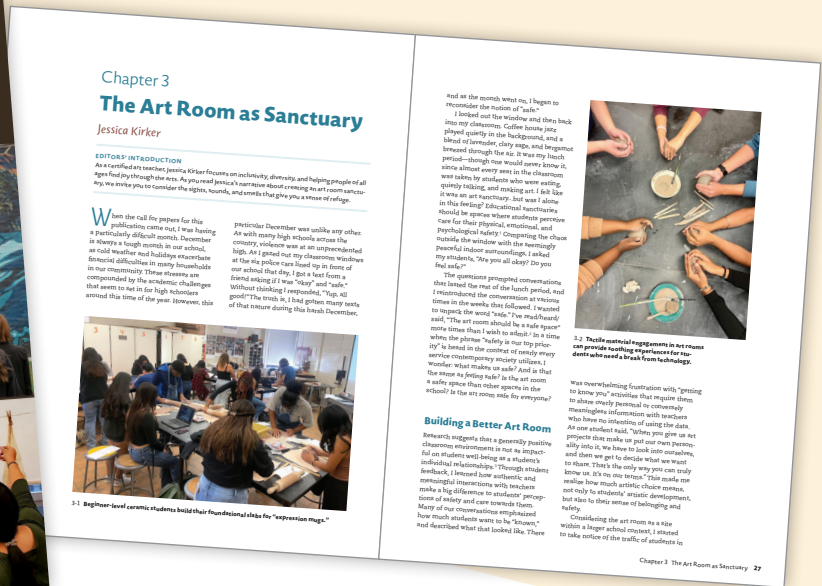 Chapter 3
The Art Room as Sanctuary
Jessica Kirker
EDITORS' INTRODUCTION
As a certified art teacher, Jessica Kirker focuses on inclusivity, diversity, and helping people of all
ages find joy through the arts. As you read Jessica's narrative about creating an art room sanctu-
ary, we invite you to consider the sights, sounds, and smells that give you a sense of refuge.
When the call for papers for this
publication came out, I was having
a particularly difficult month. December
is always a tough month in our school,
as cold weather and holidays exacerbate
financial difficulties in many households
in our community. These stresses are
compounded by the academic challenges
that seem to set in for high schoolers
around this time of the year. However, this
particular December was unlike any other.
As with many high schools across the
country, violence was at an unprecedented
high. As I gazed out my classroom windows
at the six police cars lined up in front of
our school that day, I got a text from a
friend asking if I was "okay" and "safe."
Without thinking I responded, "Yup, all
good!" The truth is, I had gotten many texts
of that nature during this harsh December,
3-1 Beginner-level ceramic students build their foundational slabs for "expression mugs."
and as the month went on, I began to
reconsider the notion of "safe."
I looked out the window and then back
into my classroom. Coffee house jazz
played quietly in the background, and a
blend of lavender, clary sage, and bergamot
breezed through the air. It was my lunch
period—though one would never know it,
since almost every seat in the classroom
was taken by students who were eating,
quietly talking, and making art. I felt like
it was an art sanctuary, but was I alone
in this feeling? Educational sanctuaries
should be spaces where students perceive
care for their physical, emotional, and
psychological safety.¹ Comparing the chaos
outside the window with the seemingly
peaceful indoor surroundings, I asked
my students, "Are you all okay? Do you
feel safe?"
The questions prompted conversations
that lasted the rest of the lunch period, and
I reintroduced the conversation at various
times in the weeks that followed. I wanted
to unpack the word "safe." I've read/heard/
said, "The art room should be a safe space"
more times than I wish to admit.² In a time
when the phrase "safety is our top prior-
ity" is heard in the context of nearly every
service contemporary society utilizes, I
wonder: what makes us safe? And is that
the same as feeling safe? Is the art room
a safer space than other spaces in the
school? Is the art room safe for everyone?
Building a Better Art Room
Research suggests that a generally positive
classroom environment is not as impact-
ful on student well-being as a student's
individual relationships.³ Through student
feedback, I learned how authentic and
meaningful interactions with teachers
make a big difference to students' percep-
tions of safety and care towards them.
Many of our conversations emphasized
how much students want to be "known,"
and described what that looked like. There
3-2 Tactile material engagement in art rooms
can provide soothing experiences for stu-
dents who need a break from technology.
was overwhelming frustration with "getting
to know you" activities that require them
to share overly personal or conversely
meaningless information with teachers
who have no intention of using the data.
As one student said, "When you give us art
projects that make us put our own person-
ality into it, we have to look into ourselves,
and then we get to decide what we want
to share. That's the only way you can truly
know us. It's on our terms." This made me
realize how much artistic choice means,
not only to students' artistic development,
but also to their sense of belonging and
safety.
Considering the art room as a site
within a larger school context, I started
to take notice of the traffic of students in
Chapter 3 The Art Room as Sanctuary 27